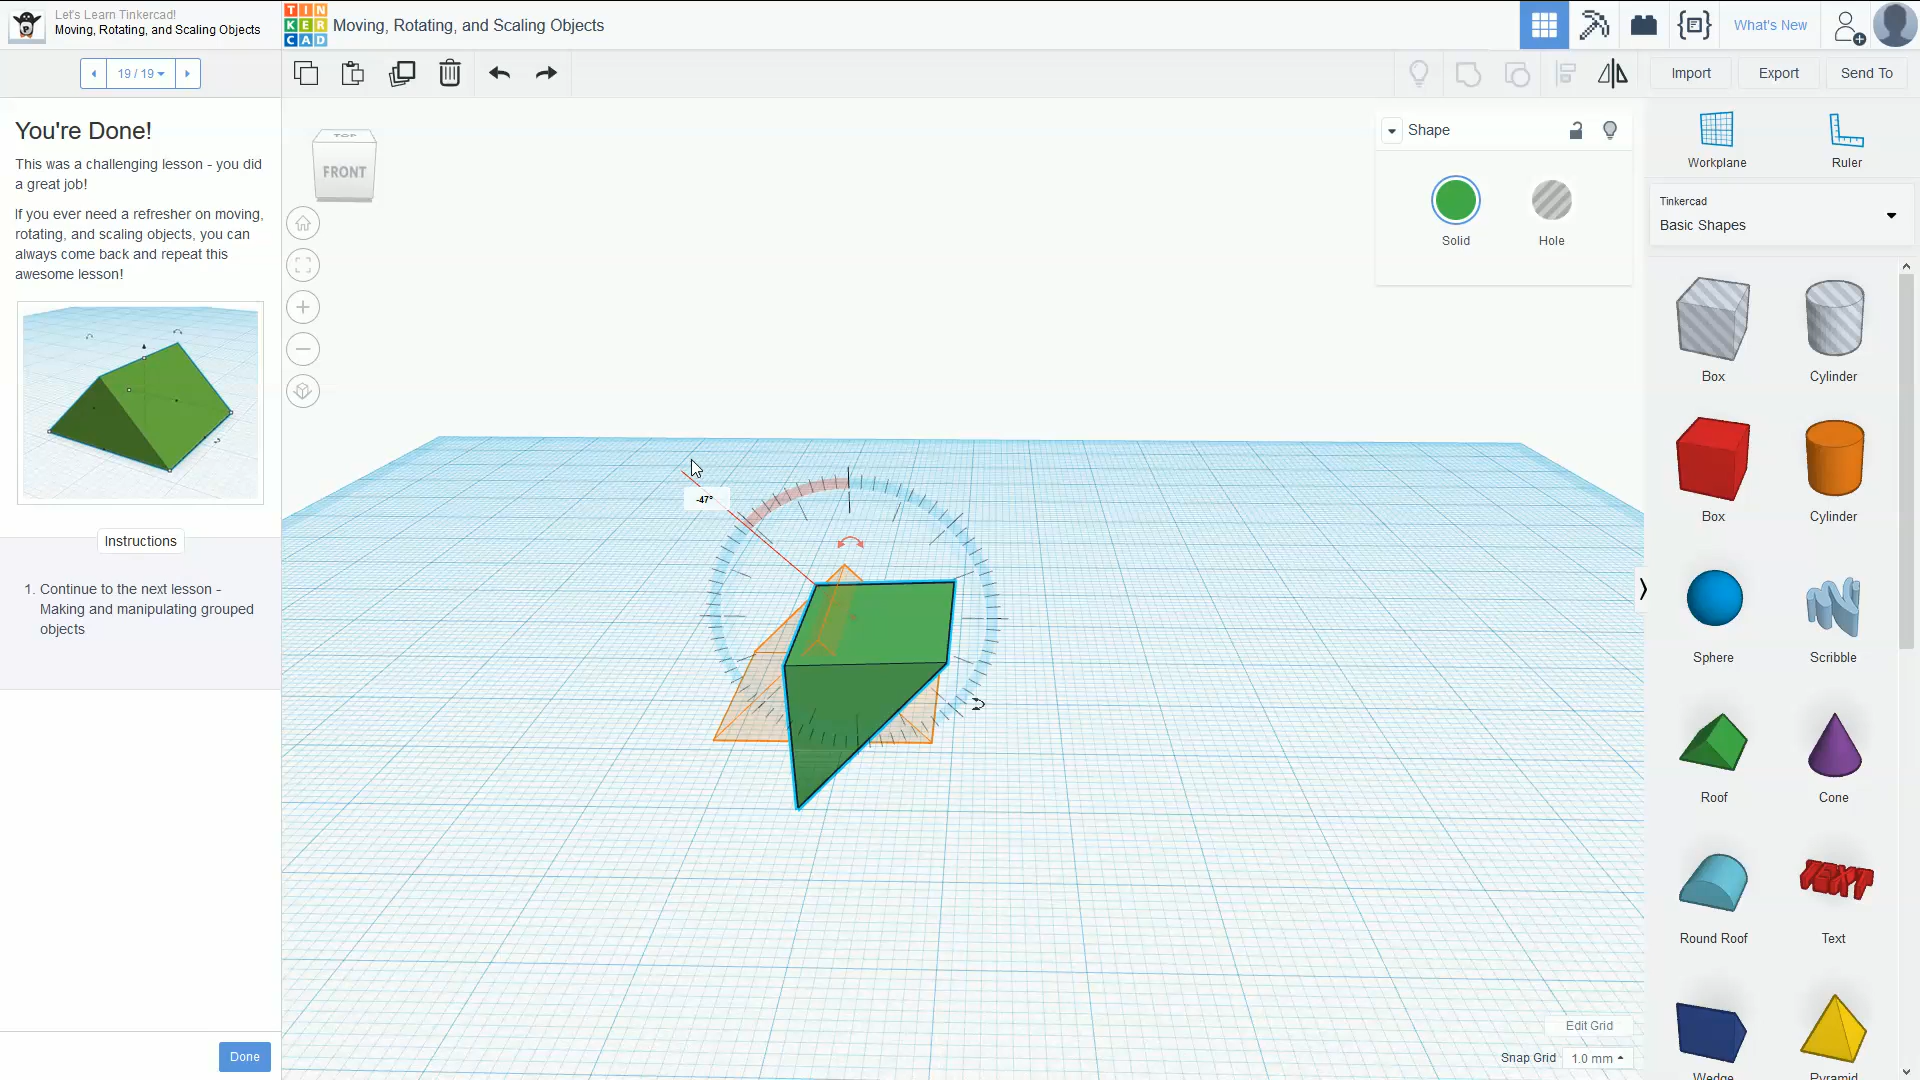 Let's Learn Tinkercad!
Moving, Rotating, and Scaling Objects
TIN
KER
CAD
Moving, Rotating, and Scaling Objects
What's New
19 / 19
Import
Export
Send To
You're Done!
This was a challenging lesson - you did
a great job!
If you ever need a refresher on moving,
rotating, and scaling objects, you can
always come back and repeat this
awesome lesson!
Instructions
1. Continue to the next lesson -
Making and manipulating grouped
objects
Done
TOP
FRONT
-47°
Shape
Solid
Hole
Edit Grid
Snap Grid
1.0 mm
Workplane
Ruler
Tinkercad
Basic Shapes
Box
Cylinder
Box
Cylinder
Sphere
Scribble
Roof
Cone
TEXT
Round Roof
Text
Wedge
Pyramid